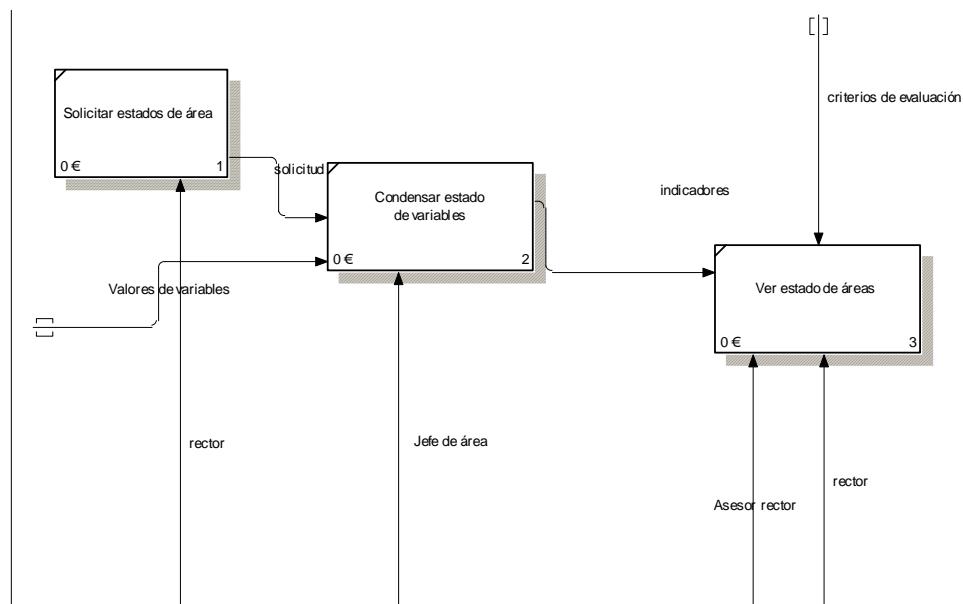 criterios de evaluación
Solicitar estados de área
0 € 1
solicitud
Condensar estado
de variables
0 € 2
indicadores
Valores de variables
Ver estado de áreas
0 € 3
rector
Jefe de área
Asesor rector
rector